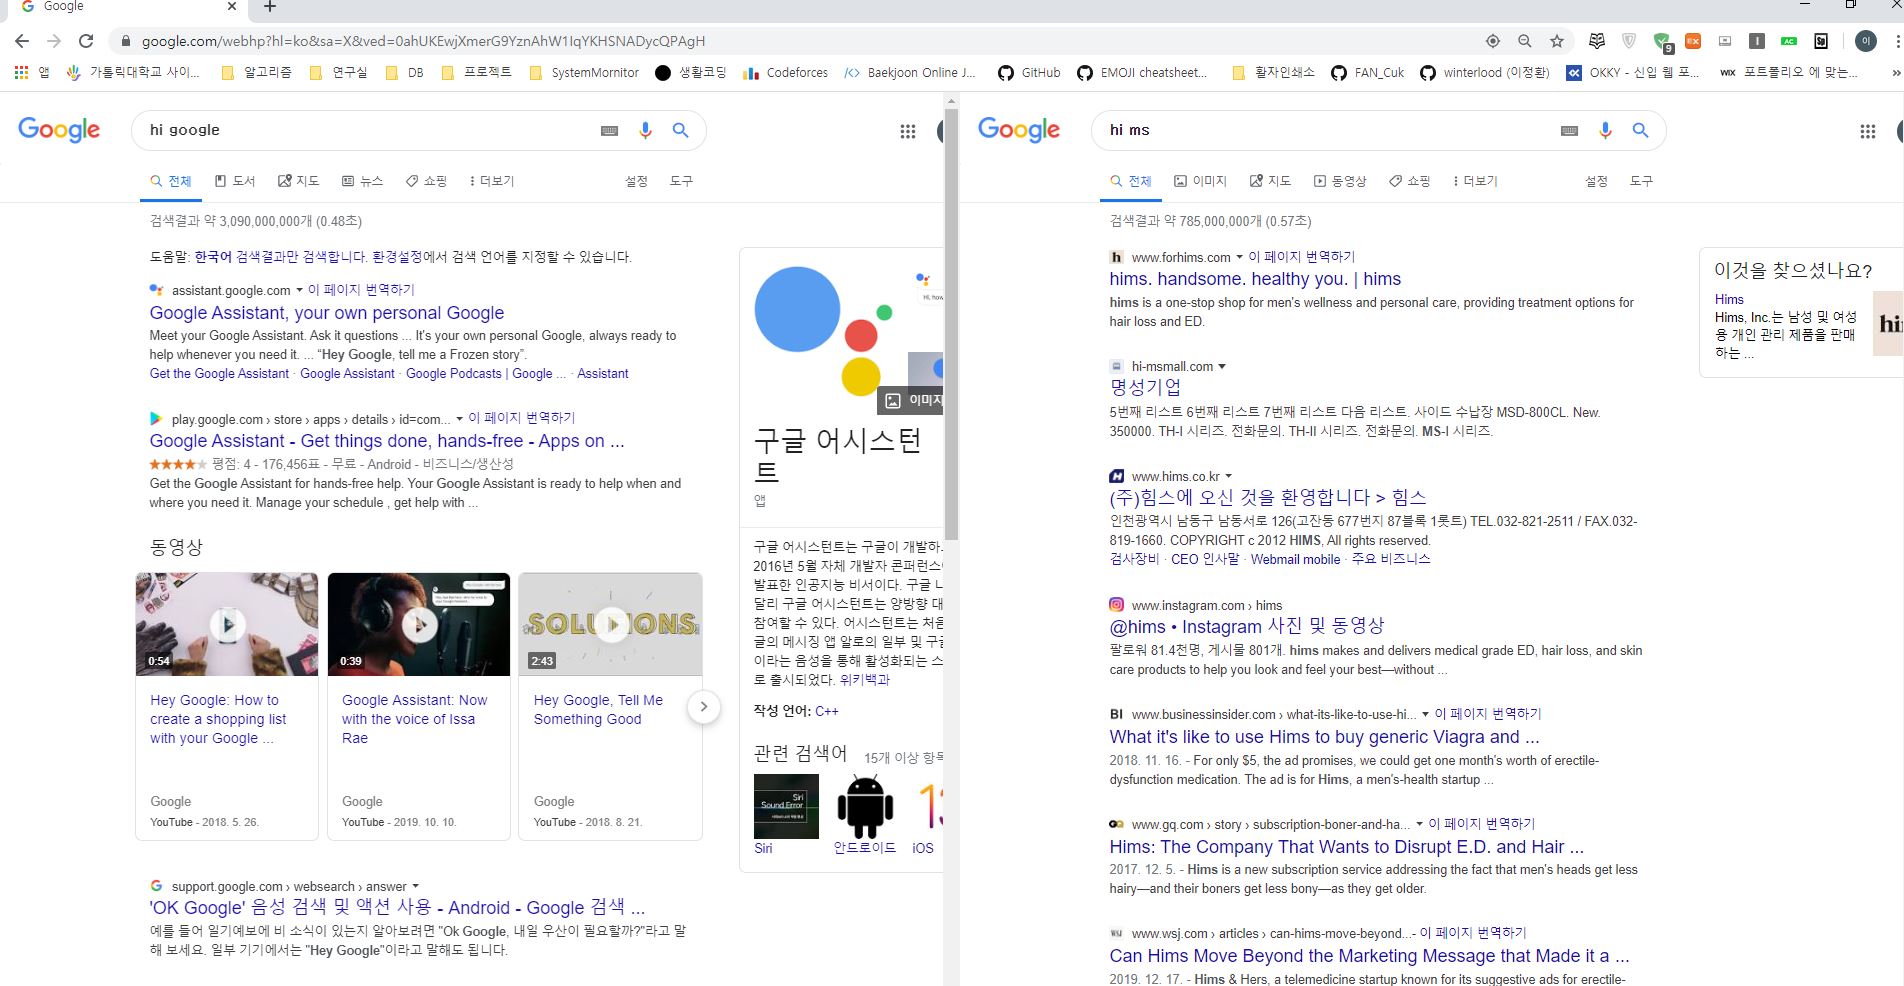 Google
google.com/webhp?hl=ko&sa=X&ved=0ahUKEwjXmerG9YznAhW1IqYKHSNADycQPAgH
9
이
앱
가톨릭대학교 사이...
알고리즘
연구실
DB
프로젝트
SystemMornitor
생활코딩
Codeforces
Baekjoon Online J...
GitHub
EMOJI cheatsheet...
활자인쇄소
FAN_Cuk
winterlood (이정환)
OKKY - 신입 웹 포...
WIX 포트폴리오 에 맞는...
Google
hi google
전체 도서 지도 뉴스 쇼핑 더보기 설정 도구
검색결과 약 3,090,000,000개 (0.48초)
도움말: 한국어 검색결과만 검색합니다. 환경설정에서 검색 언어를 지정할 수 있습니다.
assistant.google.com 이 페이지 번역하기
Google Assistant, your own personal Google
Meet your Google Assistant. Ask it questions ... It's your own personal Google, always ready to
help whenever you need it. ... “Hey Google, tell me a Frozen story”.
Get the Google Assistant · Google Assistant · Google Podcasts | Google ... · Assistant
play.google.com › store › apps › details › id=com... 이 페이지 번역하기
Google Assistant - Get things done, hands-free - Apps on ...
평점: 4 - 176,456표 - 무료 - Android - 비즈니스/생산성
Get the Google Assistant for hands-free help. Your Google Assistant is ready to help when and
where you need it. Manage your schedule , get help with ...
동영상
0:54
Hey Google: How to
create a shopping list
with your Google ...
Google
YouTube - 2018. 5. 26.
0:39
Google Assistant: Now
with the voice of Issa
Rae
Google
YouTube - 2019. 10. 10.
SOLUTIONS
2:43
Hey Google, Tell Me
Something Good
Google
YouTube - 2018. 8. 21.
support.google.com › websearch › answer
'OK Google' 음성 검색 및 액션 사용 - Android - Google 검색 ...
예를 들어 일기예보에 비 소식이 있는지 알아보려면 "Ok Google, 내일 우산이 필요할까?"라고 말
해 보세요. 일부 기기에서는 "Hey Google"이라고 말해도 됩니다.
Hi, how
이미지
구글 어시스턴
트
앱
구글 어시스턴트는 구글이 개발하
2016년 5월 자체 개발자 콘퍼런스
발표한 인공지능 비서이다. 구글
달리 구글 어시스턴트는 양방향 대
참여할 수 있다. 어시스턴트는 처음
글의 메시징 앱 알로의 일부 및 구글
이라는 음성을 통해 활성화되는 스
로 출시되었다. 위키백과
작성 언어: C++
관련 검색어 15개 이상 항목
Siri
Sound Error
Siri
안드로이드
iOS
Google
hi ms
전체 이미지 지도 동영상 쇼핑 더보기 설정 도구
검색결과 약 785,000,000개 (0.57초)
h www.forhims.com 이 페이지 번역하기
hims. handsome. healthy you. | hims
hims is a one-stop shop for men's wellness and personal care, providing treatment options for
hair loss and ED.
hi-msmall.com
명성기업
5번째 리스트 6번째 리스트 7번째 리스트 다음 리스트. 사이드 수납장 MSD-800CL. New.
350000. TH-I 시리즈. 전화문의. TH-II 시리즈. 전화문의. MS-I 시리즈.
www.hims.co.kr
(주)힘스에 오신 것을 환영합니다 > 힘스
인천광역시 남동구 남동서로 126(고잔동 677번지 87블록 1롯트) TEL.032-821-2511 / FAX.032-
819-1660. COPYRIGHT c 2012 HIMS, All rights reserved.
검사장비 · CEO 인사말 · Webmail mobile · 주요 비즈니스
www.instagram.com › hims
@hims • Instagram 사진 및 동영상
팔로워 81.4천명, 게시물 801개. hims makes and delivers medical grade ED, hair loss, and skin
care products to help you look and feel your best—without ...
BI www.businessinsider.com › what-its-like-to-use-hi... 이 페이지 번역하기
What it's like to use Hims to buy generic Viagra and ...
2018. 11. 16. - For only $5, the ad promises, we could get one month's worth of erectile-
dysfunction medication. The ad is for Hims, a men's-health startup ...
www.gq.com › story › subscription-boner-and-ha... 이 페이지 번역하기
Hims: The Company That Wants to Disrupt E.D. and Hair ...
2017. 12. 5. - Hims is a new subscription service addressing the fact that men's heads get less
hairy—and their boners get less bony—as they get older.
WSJ www.wsj.com › articles › can-hims-move-beyond... - 이 페이지 번역하기
Can Hims Move Beyond the Marketing Message that Made it a ...
2019. 12. 17. - Hims & Hers, a telemedicine startup known for its suggestive ads for erectile-
이것을 찾으셨나요?
Hims
Hims, Inc.는 남성 및 여성
용 개인 관리 제품을 판매
하는 ...